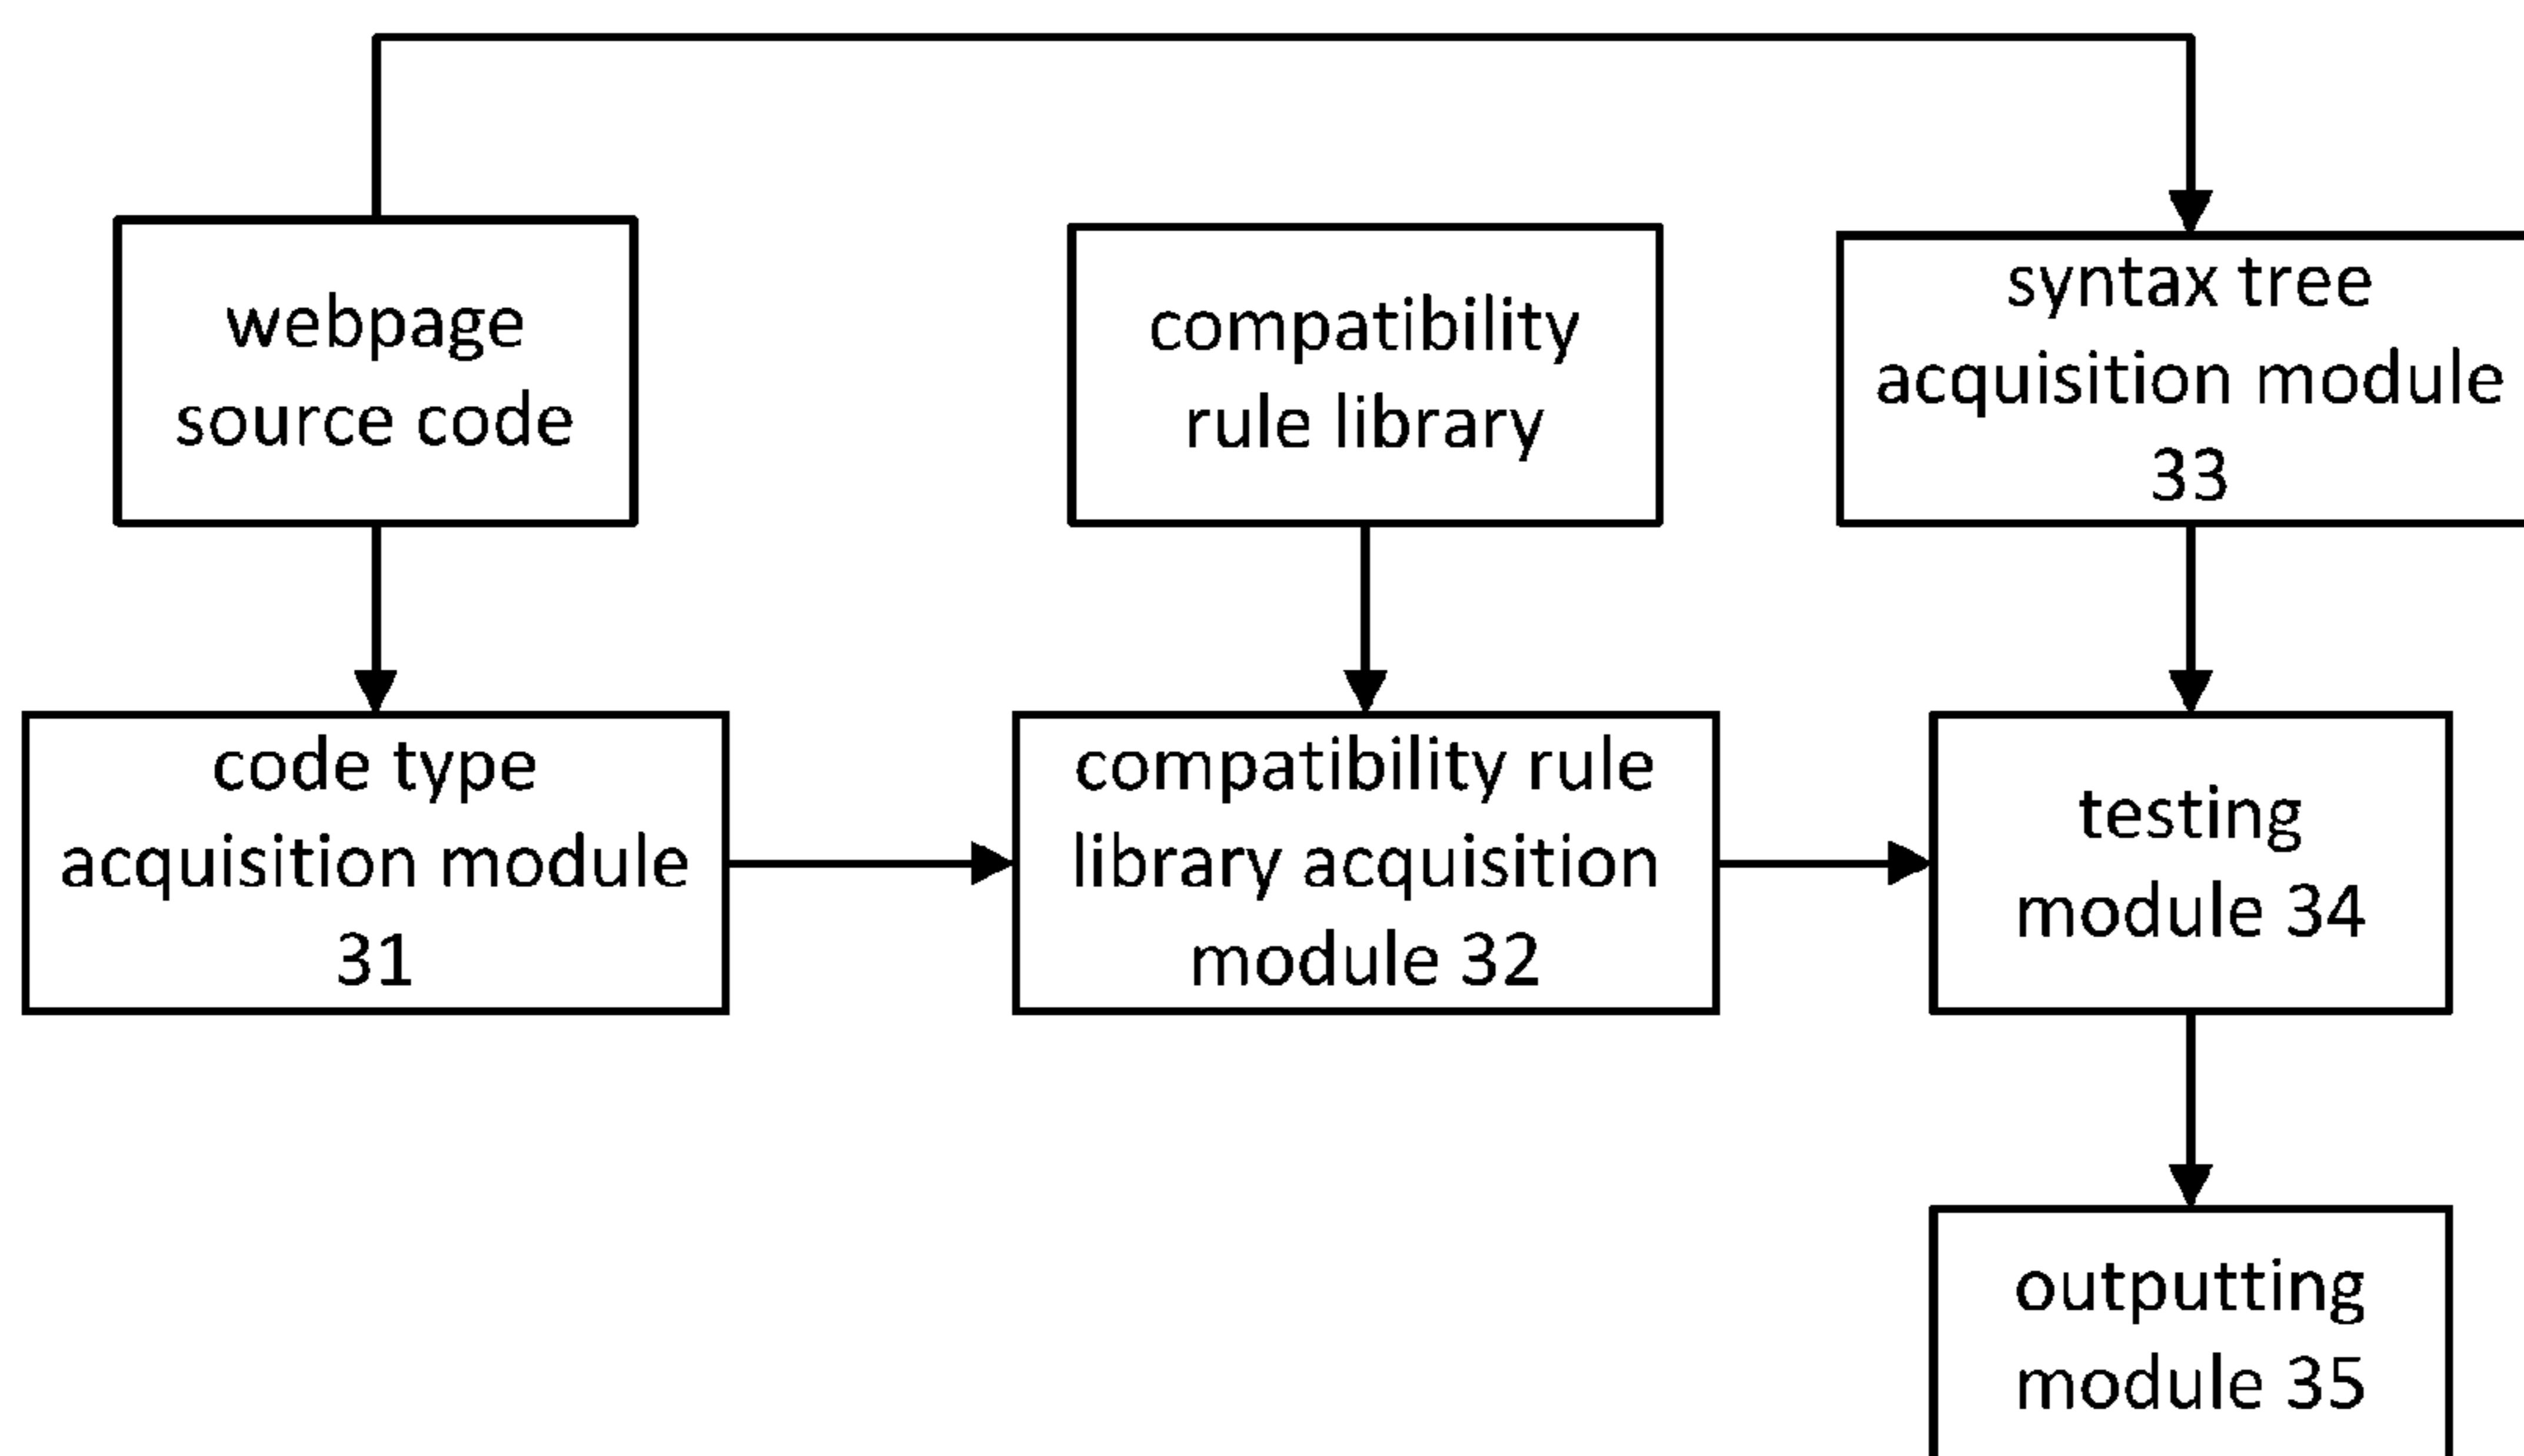 webpage
source code
compatibility
rule library
syntax tree
acquisition module
33
code type
acquisition module
31
compatibility rule
library acquisition
module 32
testing
module 34
outputting
module 35